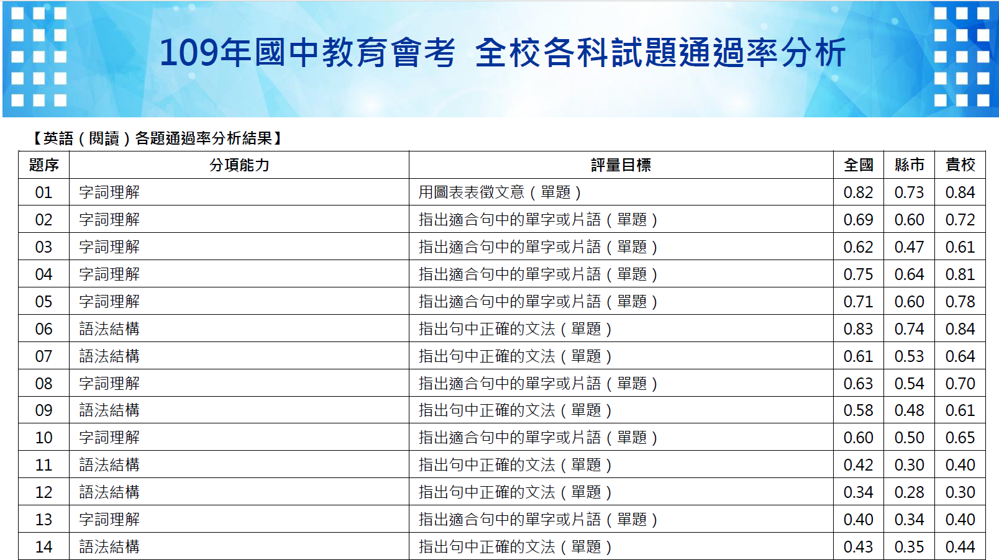 109年國中教育會考 全校各科試題通過率分析
【英語（閱讀）各題通過率分析結果】
題序 分項能力 評量目標 全國 縣市 貴校
01 字詞理解 用圖表表徵文意（單題） 0.82 0.73 0.84
02 字詞理解 指出適合句中的單字或片語（單題） 0.69 0.60 0.72
03 字詞理解 指出適合句中的單字或片語（單題） 0.62 0.47 0.61
04 字詞理解 指出適合句中的單字或片語（單題） 0.75 0.64 0.81
05 字詞理解 指出適合句中的單字或片語（單題） 0.71 0.60 0.78
06 語法結構 指出句中正確的文法（單題） 0.83 0.74 0.84
07 語法結構 指出句中正確的文法（單題） 0.61 0.53 0.64
08 字詞理解 指出適合句中的單字或片語（單題） 0.63 0.54 0.70
09 語法結構 指出句中正確的文法（單題） 0.58 0.48 0.61
10 字詞理解 指出適合句中的單字或片語（單題） 0.60 0.50 0.65
11 語法結構 指出句中正確的文法（單題） 0.42 0.30 0.40
12 語法結構 指出句中正確的文法（單題） 0.34 0.28 0.30
13 字詞理解 指出適合句中的單字或片語（單題） 0.40 0.34 0.40
14 語法結構 指出句中正確的文法（單題） 0.43 0.35 0.44